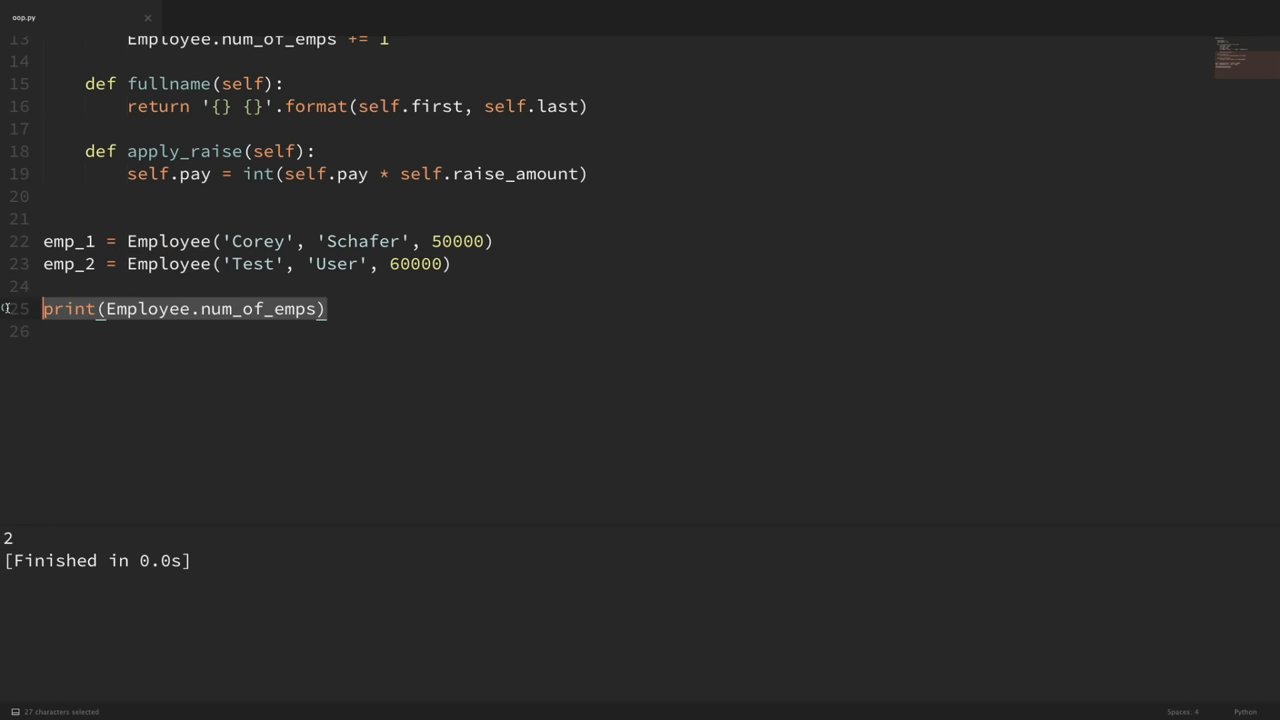 oop.py
13 Employee.num_of_emps += 1
14
15 def fullname(self):
16 return '{} {}'.format(self.first, self.last)
17
18 def apply_raise(self):
19 self.pay = int(self.pay * self.raise_amount)
20
21
22 emp_1 = Employee('Corey', 'Schafer', 50000)
23 emp_2 = Employee('Test', 'User', 60000)
24
25 print(Employee.num_of_emps)
26
2
[Finished in 0.0s]
27 characters selected
Spaces: 4
Python